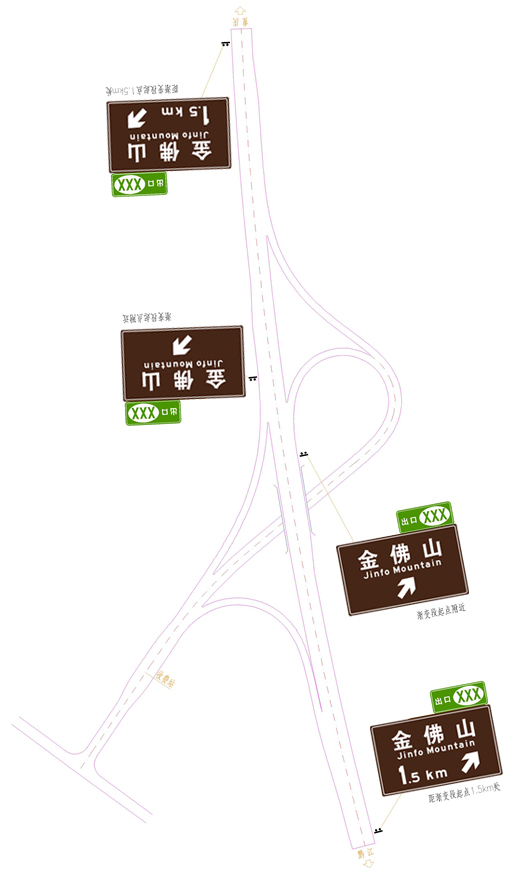 距渐变段起点1.5km处
出口 XXX
金 佛 山
Jinfo Mountain
1.5 km
渐变段起点附近
出口 XXX
金 佛 山
Jinfo Mountain
出口 XXX
金 佛 山
Jinfo Mountain
渐变段起点附近
收费站
出口 XXX
金 佛 山
Jinfo Mountain
1.5 km
距渐变段起点1.5km处